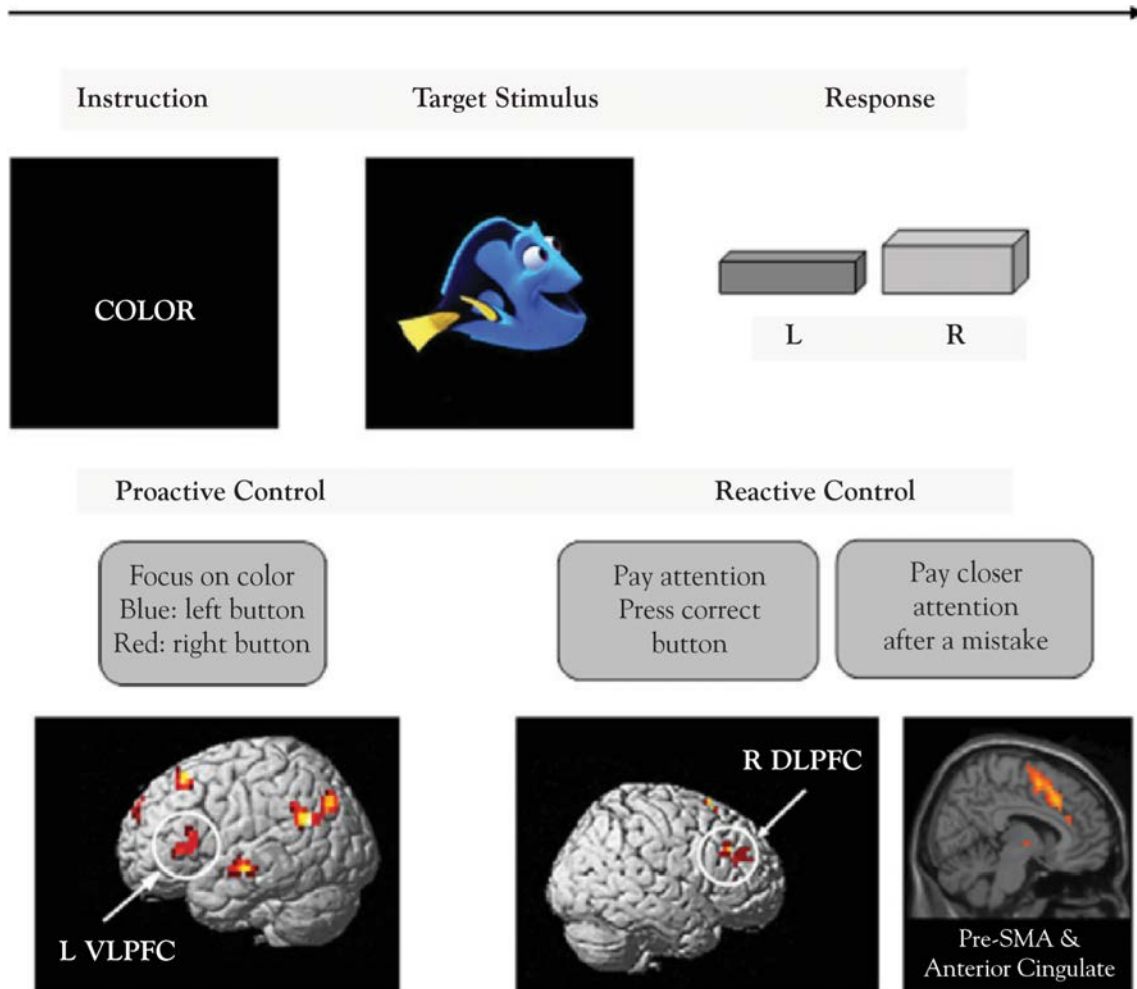 Instruction
Target Stimulus
Response
COLOR
L
R
Proactive Control
Reactive Control
Focus on color
Blue: left button
Red: right button
Pay attention
Press correct
button
Pay closer
attention
after a mistake
L VLPFC
R DLPFC
Pre-SMA &
Anterior Cingulate